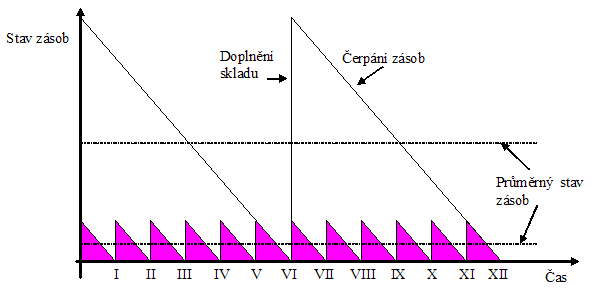 Stav zásob
Doplnění
skladu
Čerpání zásob
Průměrný stav
zásob
I II III IV V VI VII VIII IX X XI XII
Čas